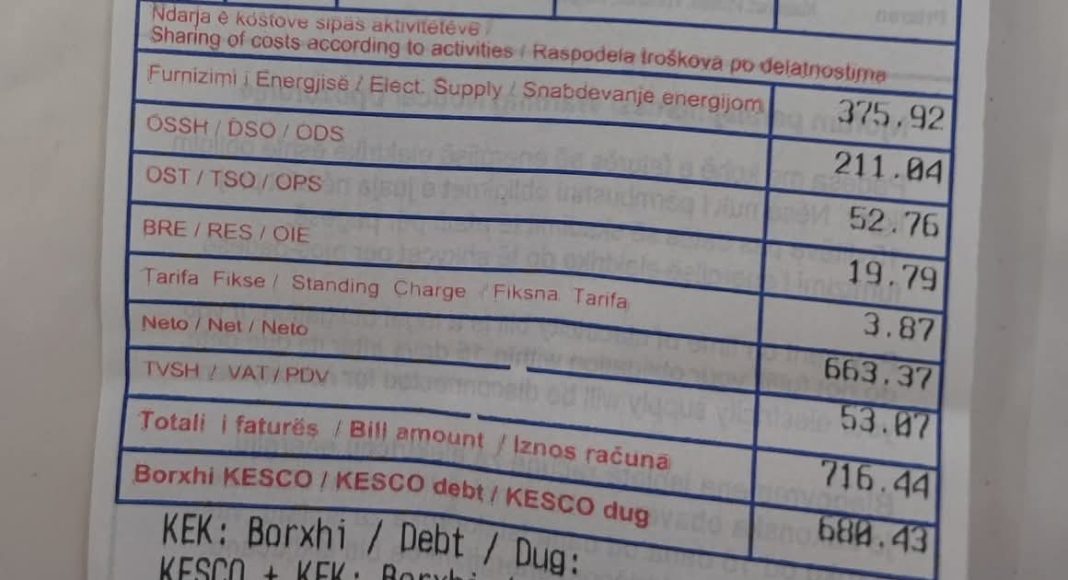 Ndarja e kostove sipas aktiviteteve /
Sharing of costs according to activities / Raspodela troškova po delatnostima
Furnizimi i Energjisë / Elect. Supply / Snabdevanje energijom 375.92
OSSH / DSO / ODS 211.04
OST / TSO / OPS 52.76
BRE / RES / OIE 19.79
Tarifa Fikse / Standing Charge / Fiksna Tarifa 3.87
Neto / Net / Neto 663.37
TVSH / VAT / PDV 53.07
Totali i faturës / Bill amount / Iznos računa 716.44
Borxhi KESCO / KESCO debt / KESCO dug 680.43
KEK: Borxhi / Debt / Dug:
KESCO + KEK: Borxhi /